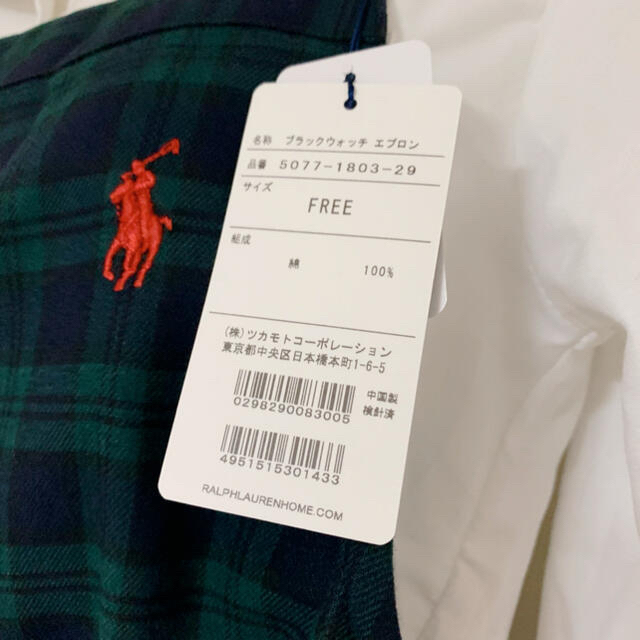 名称 ブラックウォッチ エプロン
品番 5077-1803-29
サイズ
FREE
組成
綿 100%
(株)ツカモトコーポレーション
東京都中央区日本橋本町1-6-5
0298290083005
中国製
検針済
4951515301433
RALPHLAURENHOME.COM